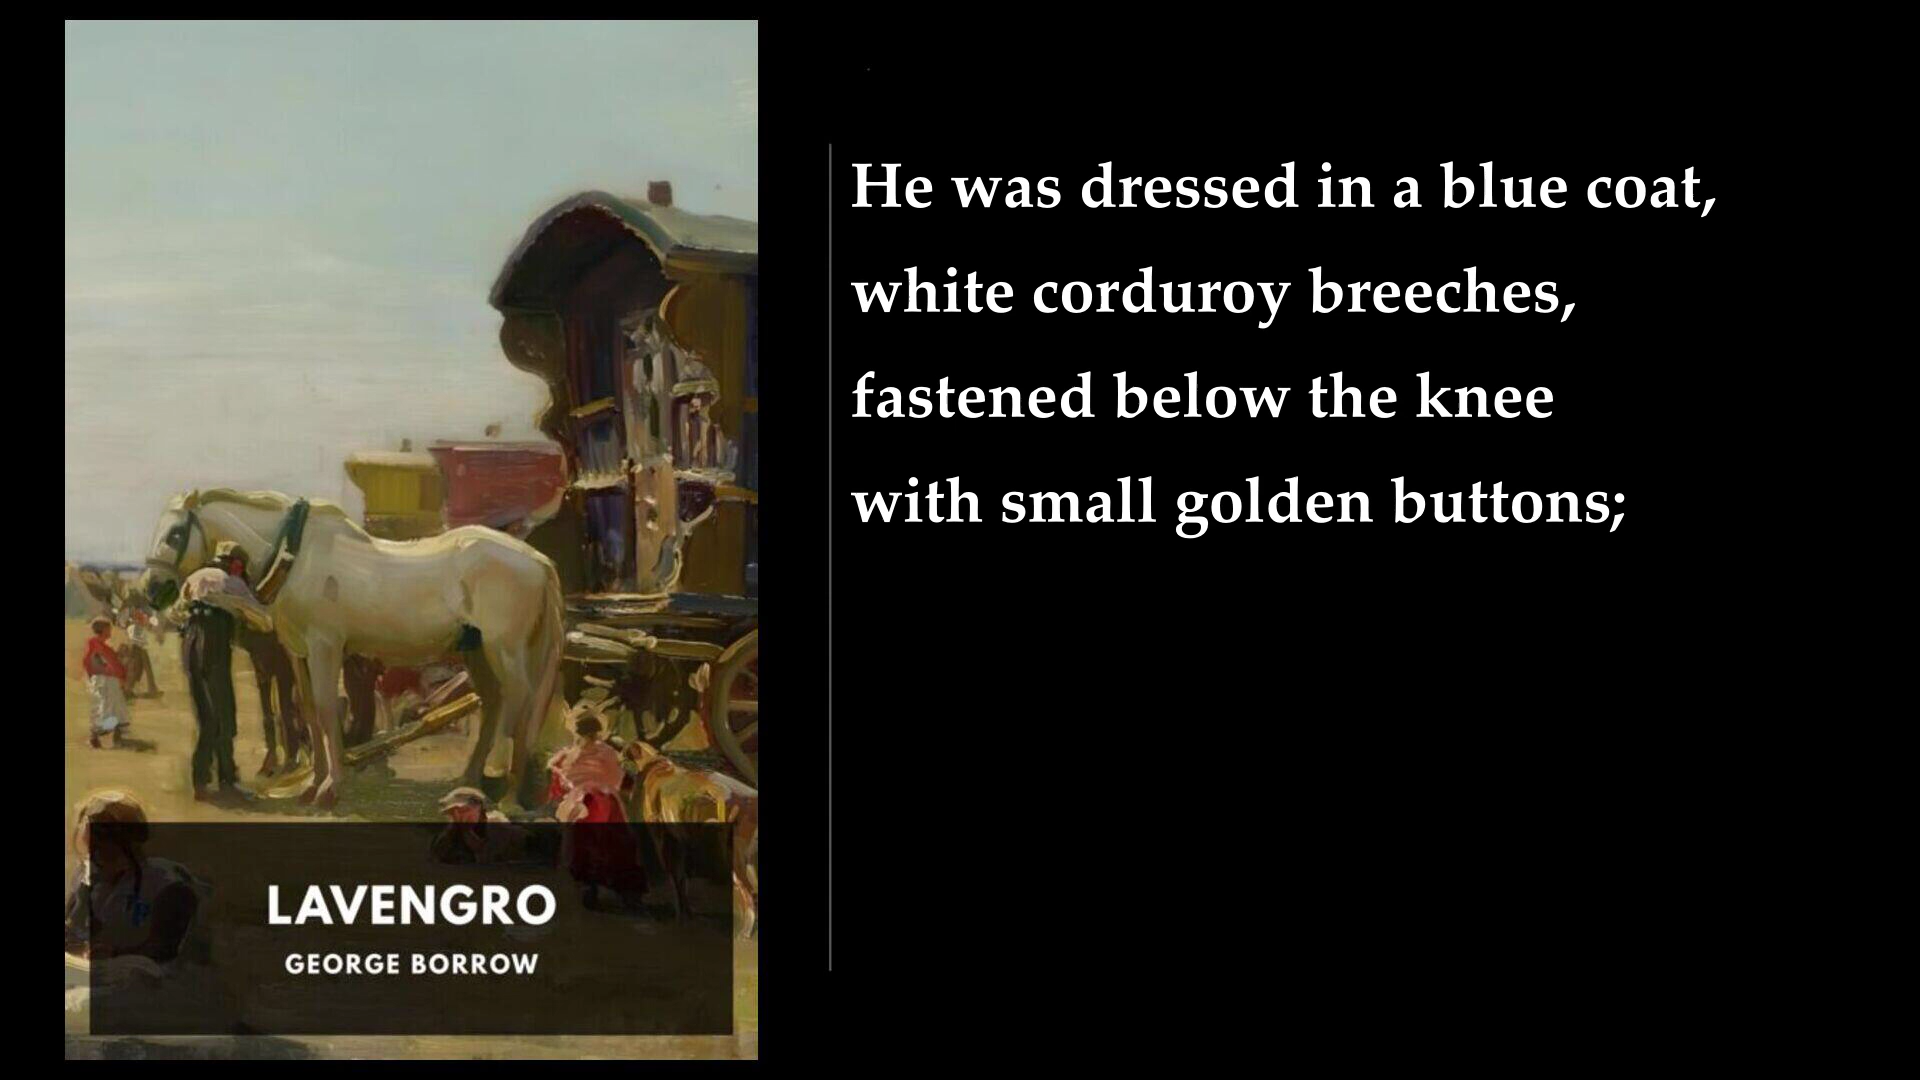 He was dressed in a blue coat,
white corduroy breeches,
fastened below the knee
with small golden buttons;
LAVENGRO
GEORGE BORROW